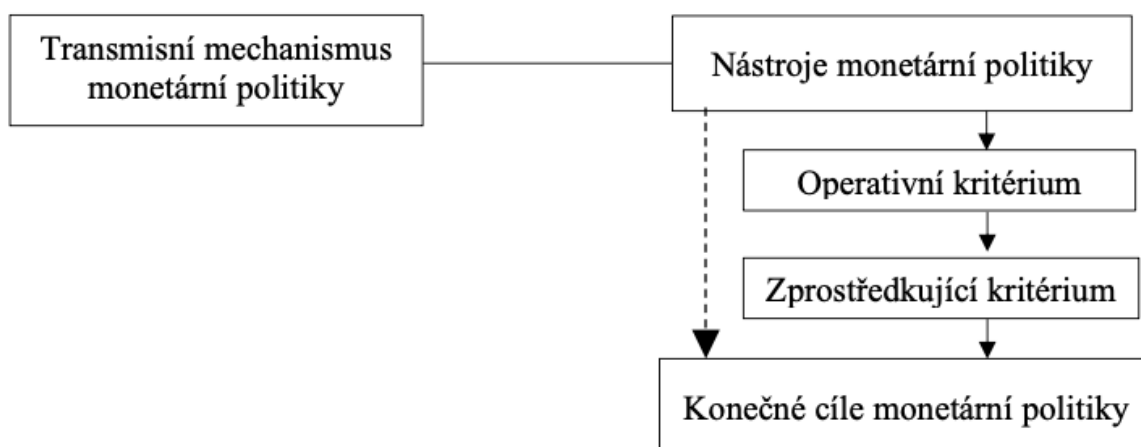 Transmisní mechanismus
monetární politiky
Nástroje monetární politiky
Operativní kritérium
Zprostředkující kritérium
Konečné cíle monetární politiky